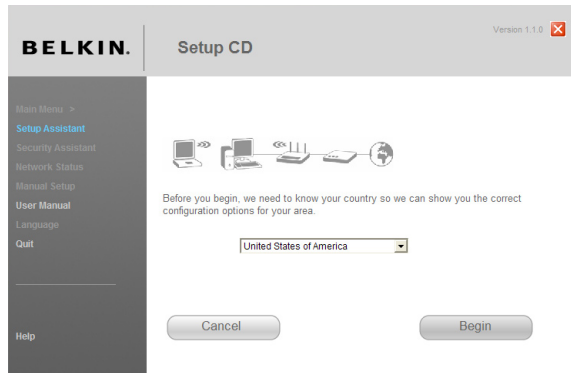 BELKIN.
Setup CD
Version 1.1.0
Main Menu >
Setup Assistant
Security Assistant
Network Status
Manual Setup
User Manual
Language
Quit
Help
Before you begin, we need to know your country so we can show you the correct
configuration options for your area.
United States of America
Cancel
Begin